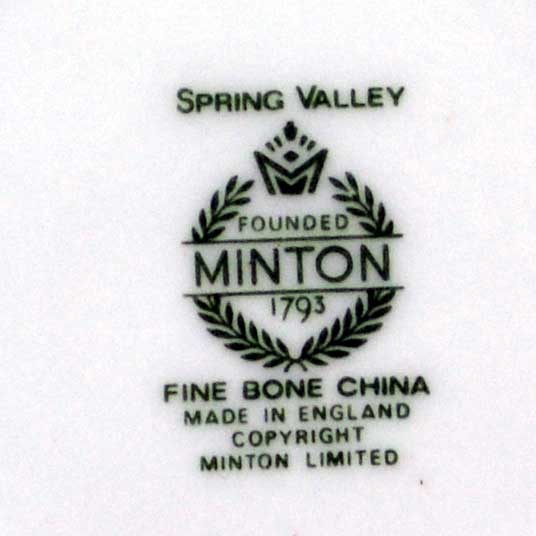 SPRING VALLEY
FOUNDED
MINTON
1793
FINE BONE CHINA
MADE IN ENGLAND
COPYRIGHT
MINTON LIMITED